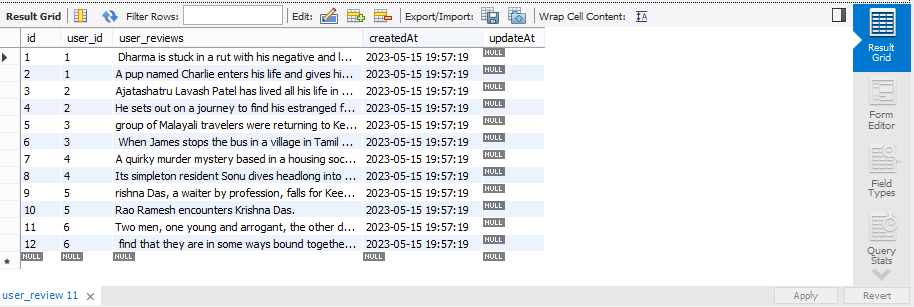 Result Grid Filter Rows: Edit: Export/Import: Wrap Cell Content: IA
id user_id user_reviews createdAt updateAt
1 1 Dharma is stuck in a rut with his negative and l... 2023-05-15 19:57:19 NULL
2 1 A pup named Charlie enters his life and gives hi... 2023-05-15 19:57:19 NULL
3 2 Ajatashatru Lavash Patel has lived all his life in ... 2023-05-15 19:57:19 NULL
4 2 He sets out on a journey to find his estranged f... 2023-05-15 19:57:19 NULL
5 3 group of Malayali travelers were returning to Ke... 2023-05-15 19:57:19 NULL
6 3 When James stops the bus in a village in Tamil ... 2023-05-15 19:57:19 NULL
7 4 A quirky murder mystery based in a housing soc... 2023-05-15 19:57:19 NULL
8 4 Its simpleton resident Sonu dives headlong into ... 2023-05-15 19:57:19 NULL
9 5 rishna Das, a waiter by profession, falls for Kee... 2023-05-15 19:57:19 NULL
10 5 Rao Ramesh encounters Krishna Das. 2023-05-15 19:57:19 NULL
11 6 Two men, one young and arrogant, the other d... 2023-05-15 19:57:19 NULL
12 6 find that they are in some ways bound togethe... 2023-05-15 19:57:19 NULL
* NULL NULL NULL NULL NULL
Result
Grid
Form
Editor
Field
Types
Query
Stats
user_review 11 × Apply Revert